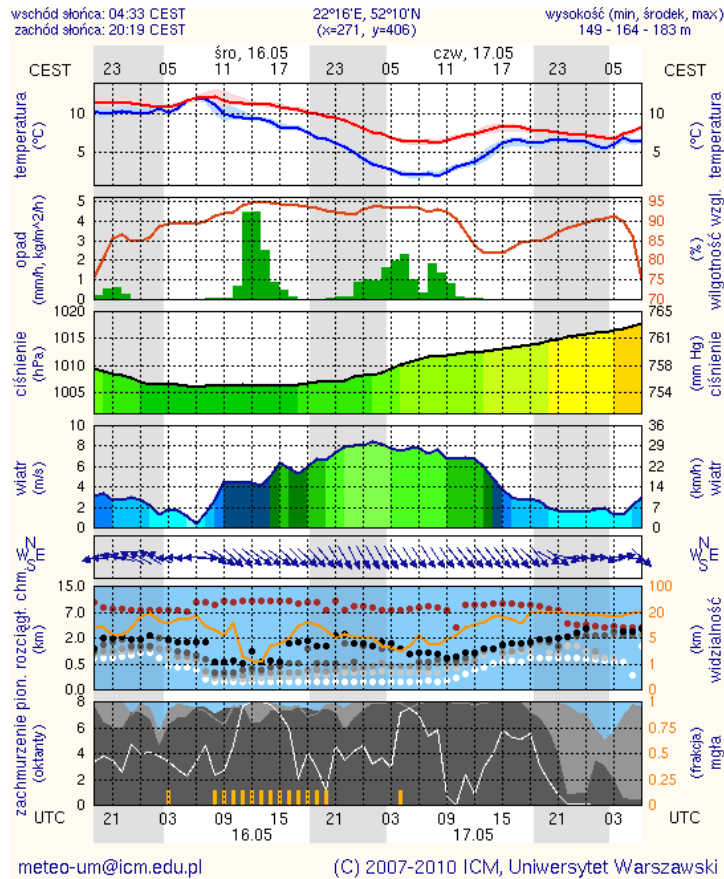 wschód słońca: 04:33 CEST 22°16'E, 52°10'N wysokość (min, środek, max)
zachód słońca: 20:19 CEST (x=271, y=406) 149 - 164 - 183 m
śro, 16.05 czw, 17.05
CEST 23 05 11 17 23 05 11 17 23 05 CEST
temperatura (°C)
10
5
10
5
(°C) temperatura
opad (mm/h, kg/m^2/h)
5
4
3
2
1
0
95
90
85
80
75
70
(%) wilgotność wzgl.
ciśnienie (hPa)
1020
1015
1010
1005
765
761
758
754
(mm Hg) ciśnienie
wiatr (m/s)
10
8
6
4
2
0
36
29
22
14
7
0
(km/h) wiatr
N
W E
S
N
W E
S
pion. rozciągł. chm. (km)
15.0
7.0
2.0
0.5
0.0
100
20
5
1
0
(km) widzialność
zachmurzenie (oktanty)
8
6
4
2
0
1
0.75
0.5
0.25
0
(frakcja) mgła
UTC 21 03 09 15 21 03 09 15 21 03 UTC
16.05 17.05
meteo-um@icm.edu.pl (C) 2007-2010 ICM, Uniwersytet Warszawski